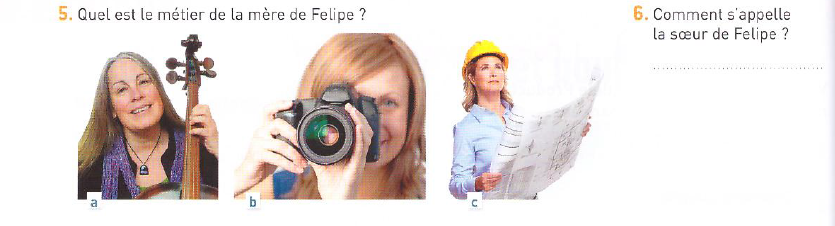 5. Quel est le métier de la mère de Felipe ?
a
b
c
6. Comment s'appelle
la sœur de Felipe ?